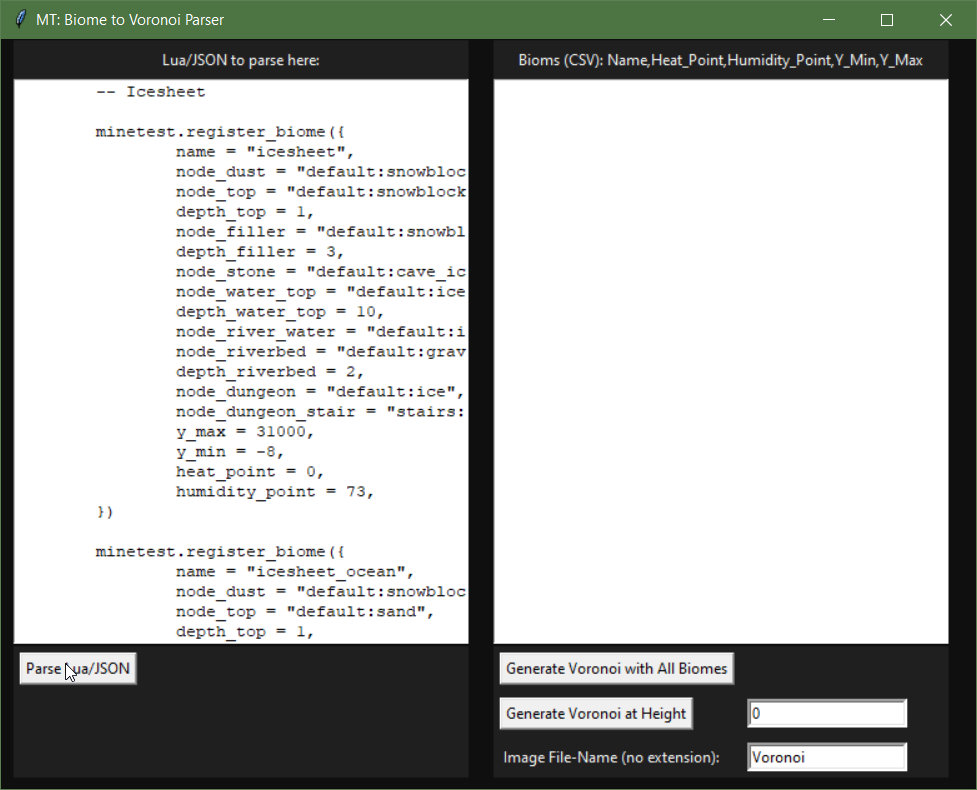 MT: Biome to Voronoi Parser
Lua/JSON to parse here:
-- Icesheet
minetest.register_biome({
name = "icesheet",
node_dust = "default:snowbloc
node_top = "default:snowblock
depth_top = 1,
node_filler = "default:snowbl
depth_filler = 3,
node_stone = "default:cave_ic
node_water_top = "default:ice
depth_water_top = 10,
node_river_water = "default:i
node_riverbed = "default:grav
depth_riverbed = 2,
node_dungeon = "default:ice",
node_dungeon_stair = "stairs:
y_max = 31000,
y_min = -8,
heat_point = 0,
humidity_point = 73,
})
minetest.register_biome({
name = "icesheet_ocean",
node_dust = "default:snowbloc
node_top = "default:sand",
depth_top = 1,
Parse Lua/JSON
Bioms (CSV): Name,Heat_Point,Humidity_Point,Y_Min,Y_Max
Generate Voronoi with All Biomes
Generate Voronoi at Height
0
Image File-Name (no extension):
Voronoi